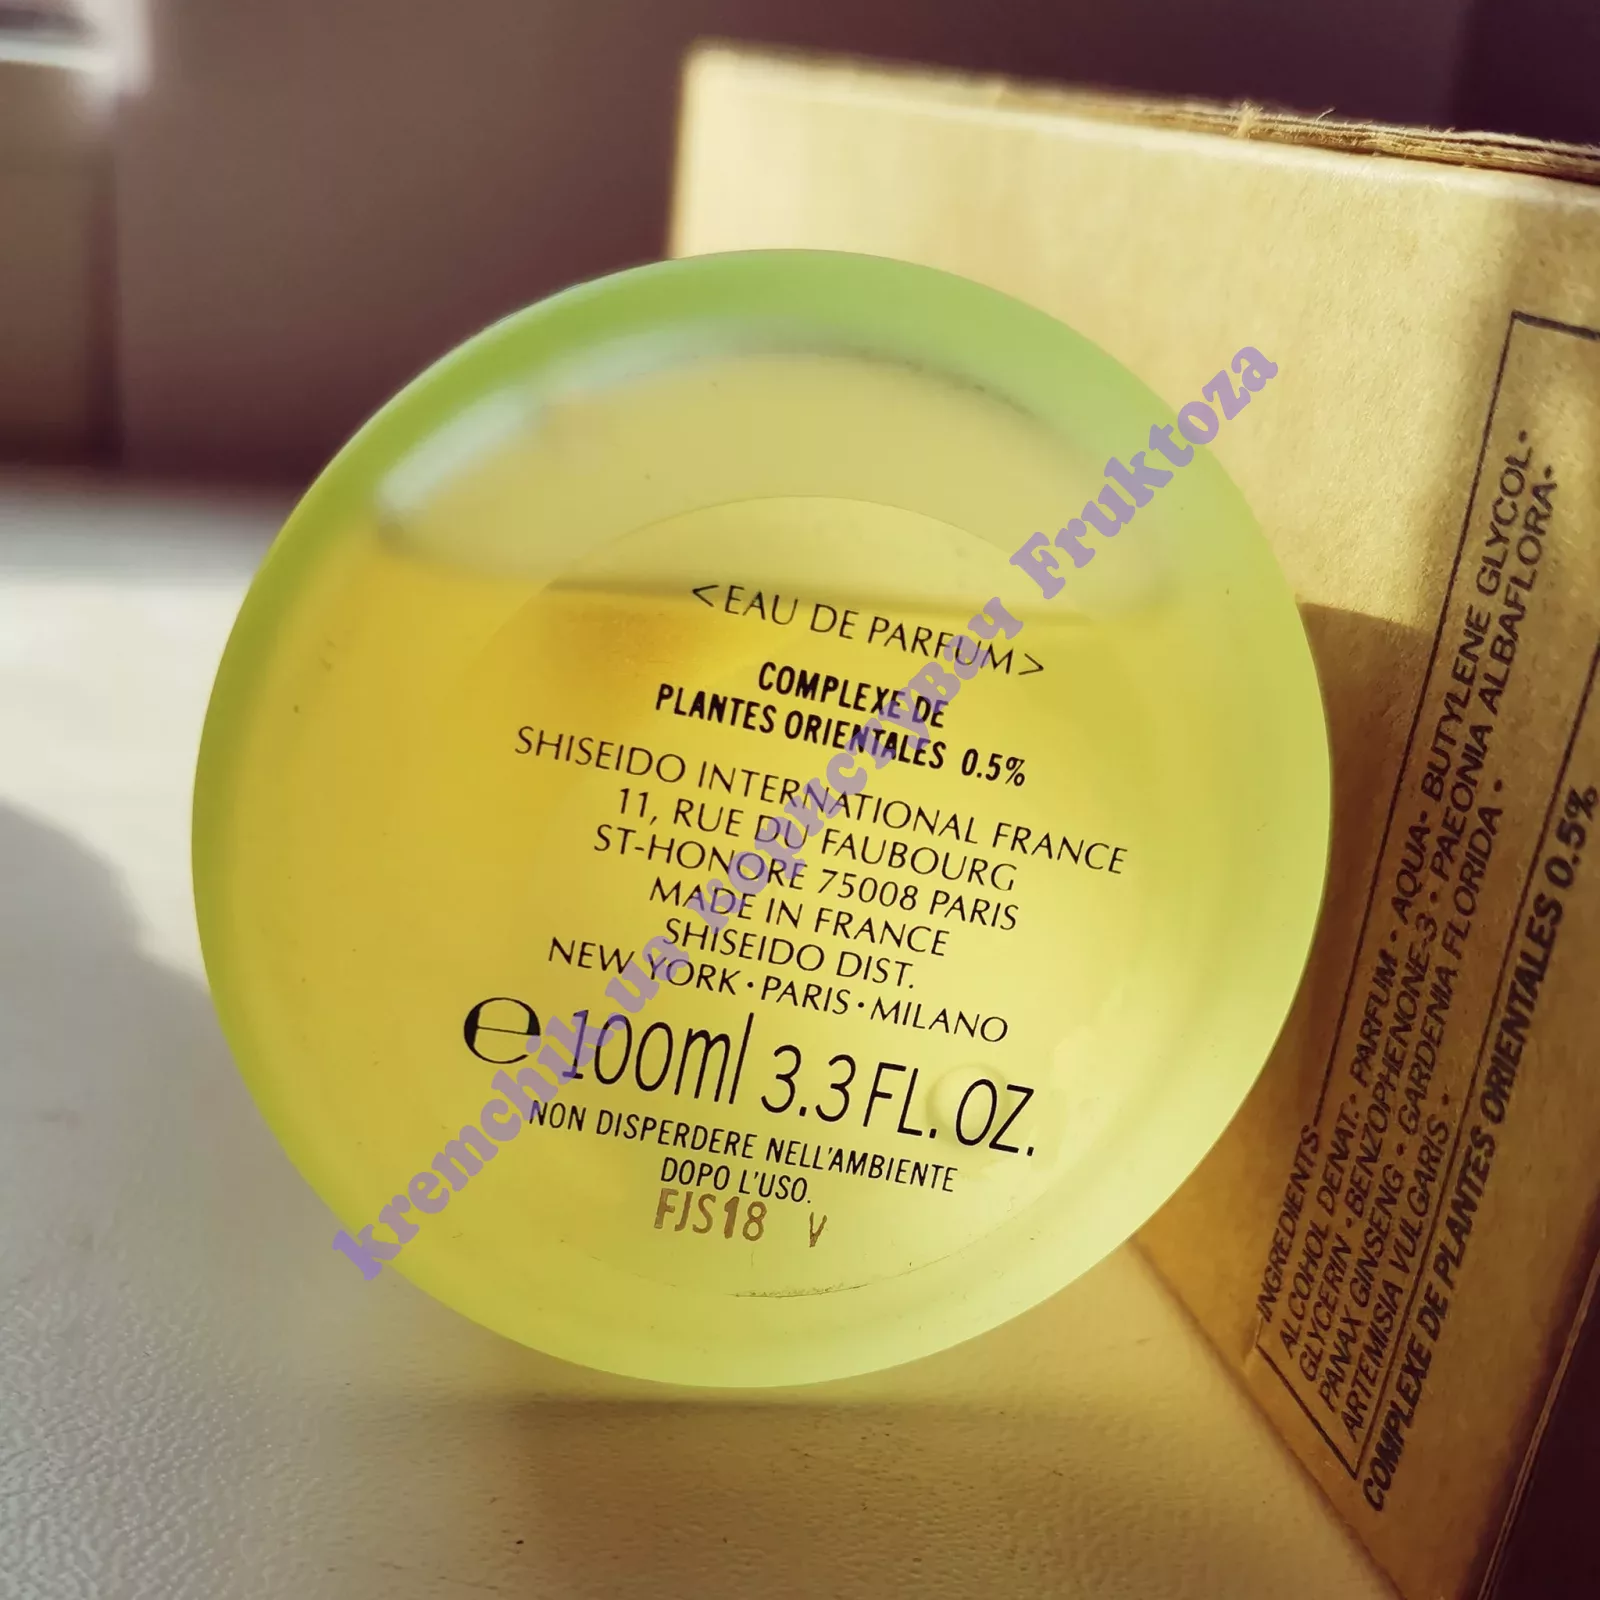 <EAU DE PARFUM>
COMPLEXE DE
PLANTES ORIENTALES 0.5%
SHISEIDO INTERNATIONAL FRANCE
11, RUE DU FAUBOURG
ST-HONORE 75008 PARIS
MADE IN FRANCE
SHISEIDO DIST.
NEW YORK · PARIS · MILANO
℮ 100ml 3.3 FL. OZ.
NON DISPERDERE NELL'AMBIENTE
DOPO L'USO.
FJS18 V
INGREDIENTS
ALCOHOL DENAT. · PARFUM · AQUA · BUTYLENE GLYCOL ·
GLYCERIN · BENZOPHENONE-3 · PAEONIA ALBAFLORA ·
PANAX GINSENG · GARDENIA FLORIDA ·
ARTEMISIA VULGARIS ·
COMPLEXE DE PLANTES ORIENTALES 0.5%
kremchik.ua користувач Fruktoza